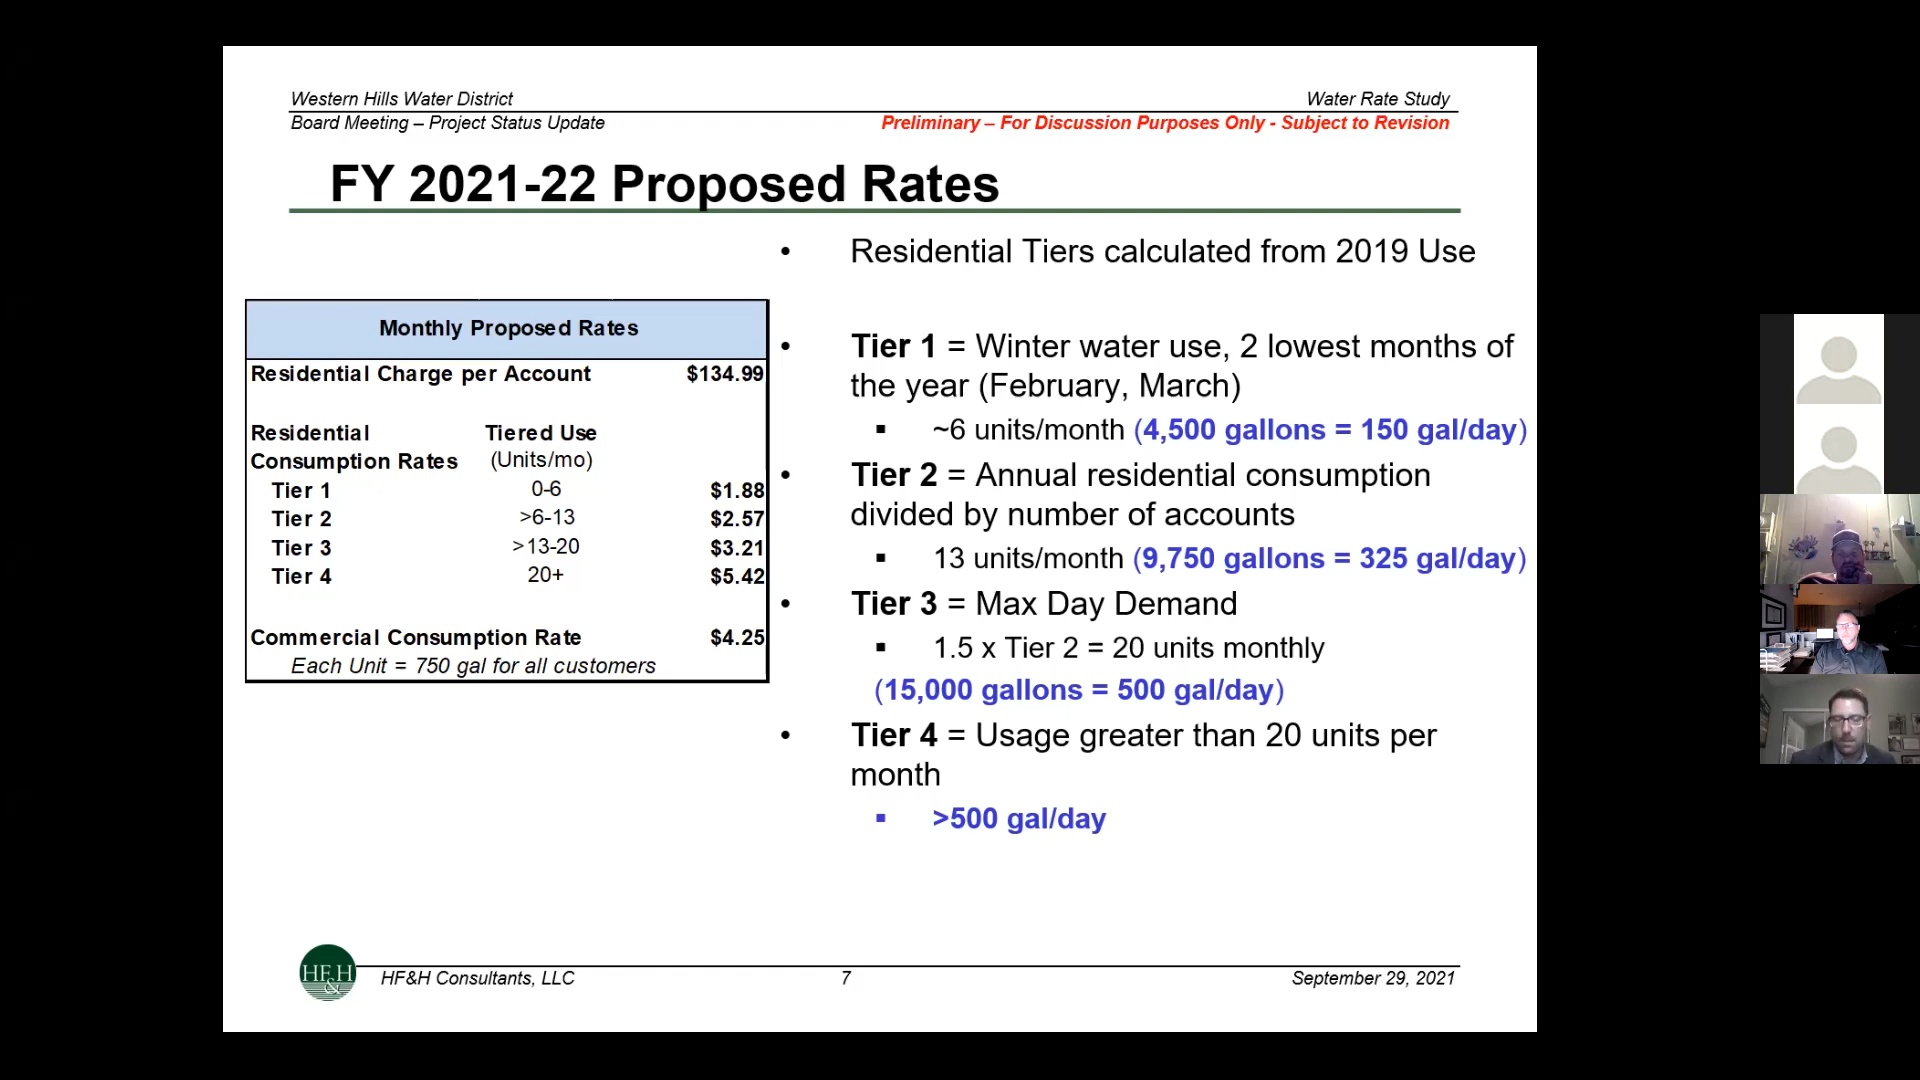 Western Hills Water District
Water Rate Study
Board Meeting – Project Status Update
Preliminary – For Discussion Purposes Only - Subject to Revision
FY 2021-22 Proposed Rates
Monthly Proposed Rates
Residential Charge per Account $134.99
Residential Tiered Use
Consumption Rates (Units/mo)
Tier 1 0-6 $1.88
Tier 2 >6-13 $2.57
Tier 3 >13-20 $3.21
Tier 4 20+ $5.42
Commercial Consumption Rate $4.25
Each Unit = 750 gal for all customers
• Residential Tiers calculated from 2019 Use
• Tier 1 = Winter water use, 2 lowest months of
the year (February, March)
▪ ~6 units/month (4,500 gallons = 150 gal/day)
• Tier 2 = Annual residential consumption
divided by number of accounts
▪ 13 units/month (9,750 gallons = 325 gal/day)
• Tier 3 = Max Day Demand
▪ 1.5 x Tier 2 = 20 units monthly
(15,000 gallons = 500 gal/day)
• Tier 4 = Usage greater than 20 units per
month
▪ >500 gal/day
HF&H
HF&H Consultants, LLC
7
September 29, 2021